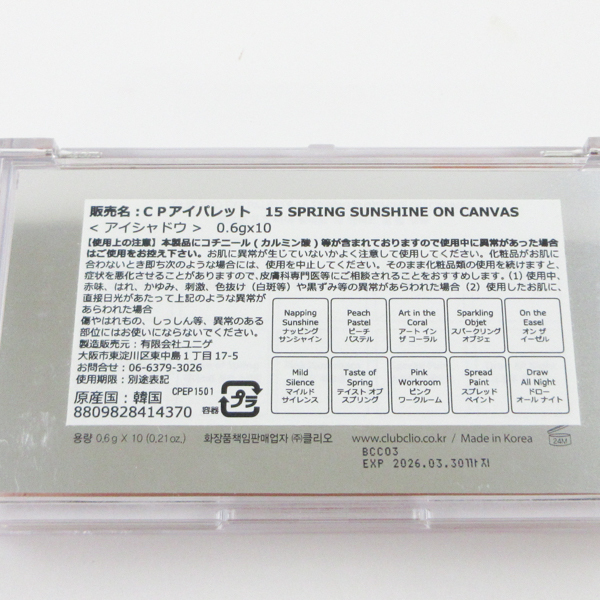 販売名：ＣＰアイパレット　15 SPRING SUNSHINE ON CANVAS
< アイシャドウ >　0.6gx10
【使用上の注意】本製品にコチニール ( カルミン酸 ) 等が含まれておりますので使用中に異常があった場合
はご使用をお控え下さい。お肌に異常が生じていないかよく注意して使用してください。化粧品がお肌に
合わないとき即ち次のような場合には、使用を中止してください。そのまま化粧品類の使用を続けますと、
症状を悪化させることがありますので、皮膚科専門医等にご相談されることをおすすめします。(1) 使用中、
赤味、はれ、かゆみ、刺激、色抜け ( 白斑等 ) や黒ずみ等の異常があらわれた場合 (2) 使用したお肌に、
直接日光があたって上記のような異常が
あらわれた場合
傷やはれもの、しっしん等、異常のある
部位にはお使いにならないでください。
製造販売元：有限会社ユニゲ
大阪市東淀川区東中島１丁目 17-5
お問合せ：06-6379-3026
使用期限：別途表記
原産国：韓国
CPEP1501
8809828414370
容器
プラ
Napping
Sunshine
ナッピング
サンシャイン
Peach
Pastel
ピーチ
パステル
Art in the
Coral
アート イン
ザ コーラル
Sparkling
Objet
スパークリング
オブジェ
On the
Easel
オン ザ
イーゼル
Mild
Silence
マイルド
サイレンス
Taste of
Spring
テイスト オブ
スプリング
Pink
Workroom
ピンク
ワークルーム
Spread
Paint
スプレッド
ペイント
Draw
All Night
ドロー
オール ナイト
용량 0.6g X 10 (0.21oz.)　화장품책임판매업자 ㈜클리오　www.clubclio.co.kr / Made in Korea
24M
BCC03
EXP 2026.03.30까지